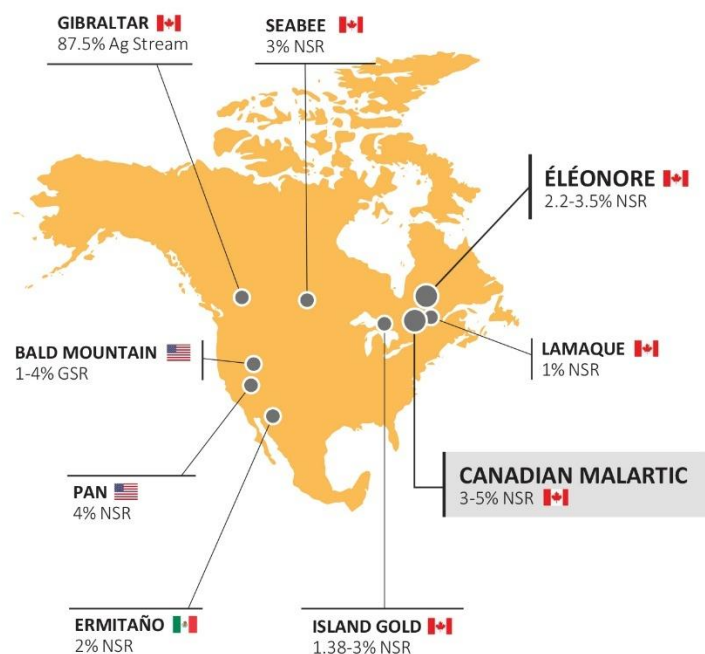 GIBRALTAR
87.5% Ag Stream
SEABEE
3% NSR
ÉLÉONORE
2.2-3.5% NSR
BALD MOUNTAIN
1-4% GSR
LAMAQUE
1% NSR
PAN
4% NSR
CANADIAN MALARTIC
3-5% NSR
ERMITAÑO
2% NSR
ISLAND GOLD
1.38-3% NSR